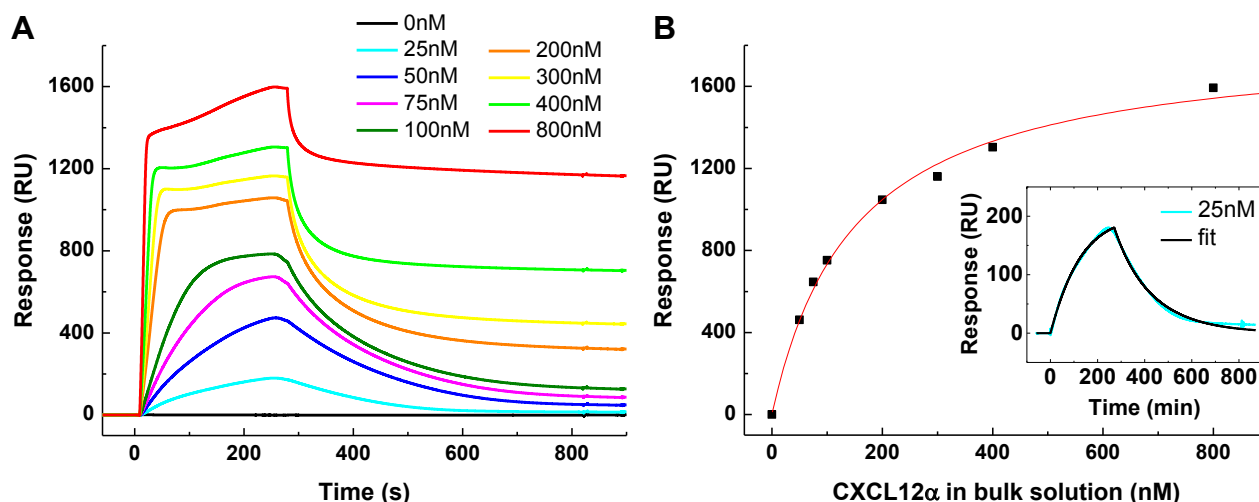 A
0nM
25nM
50nM
75nM
100nM
200nM
300nM
400nM
800nM
1600
1200
800
400
0
Response (RU)
0 200 400 600 800
Time (s)
B
1600
1200
800
400
0
Response (RU)
0 200 400 600 800
CXCL12α in bulk solution (nM)
25nM
fit
200
100
0
Response (RU)
0 200 400 600 800
Time (min)